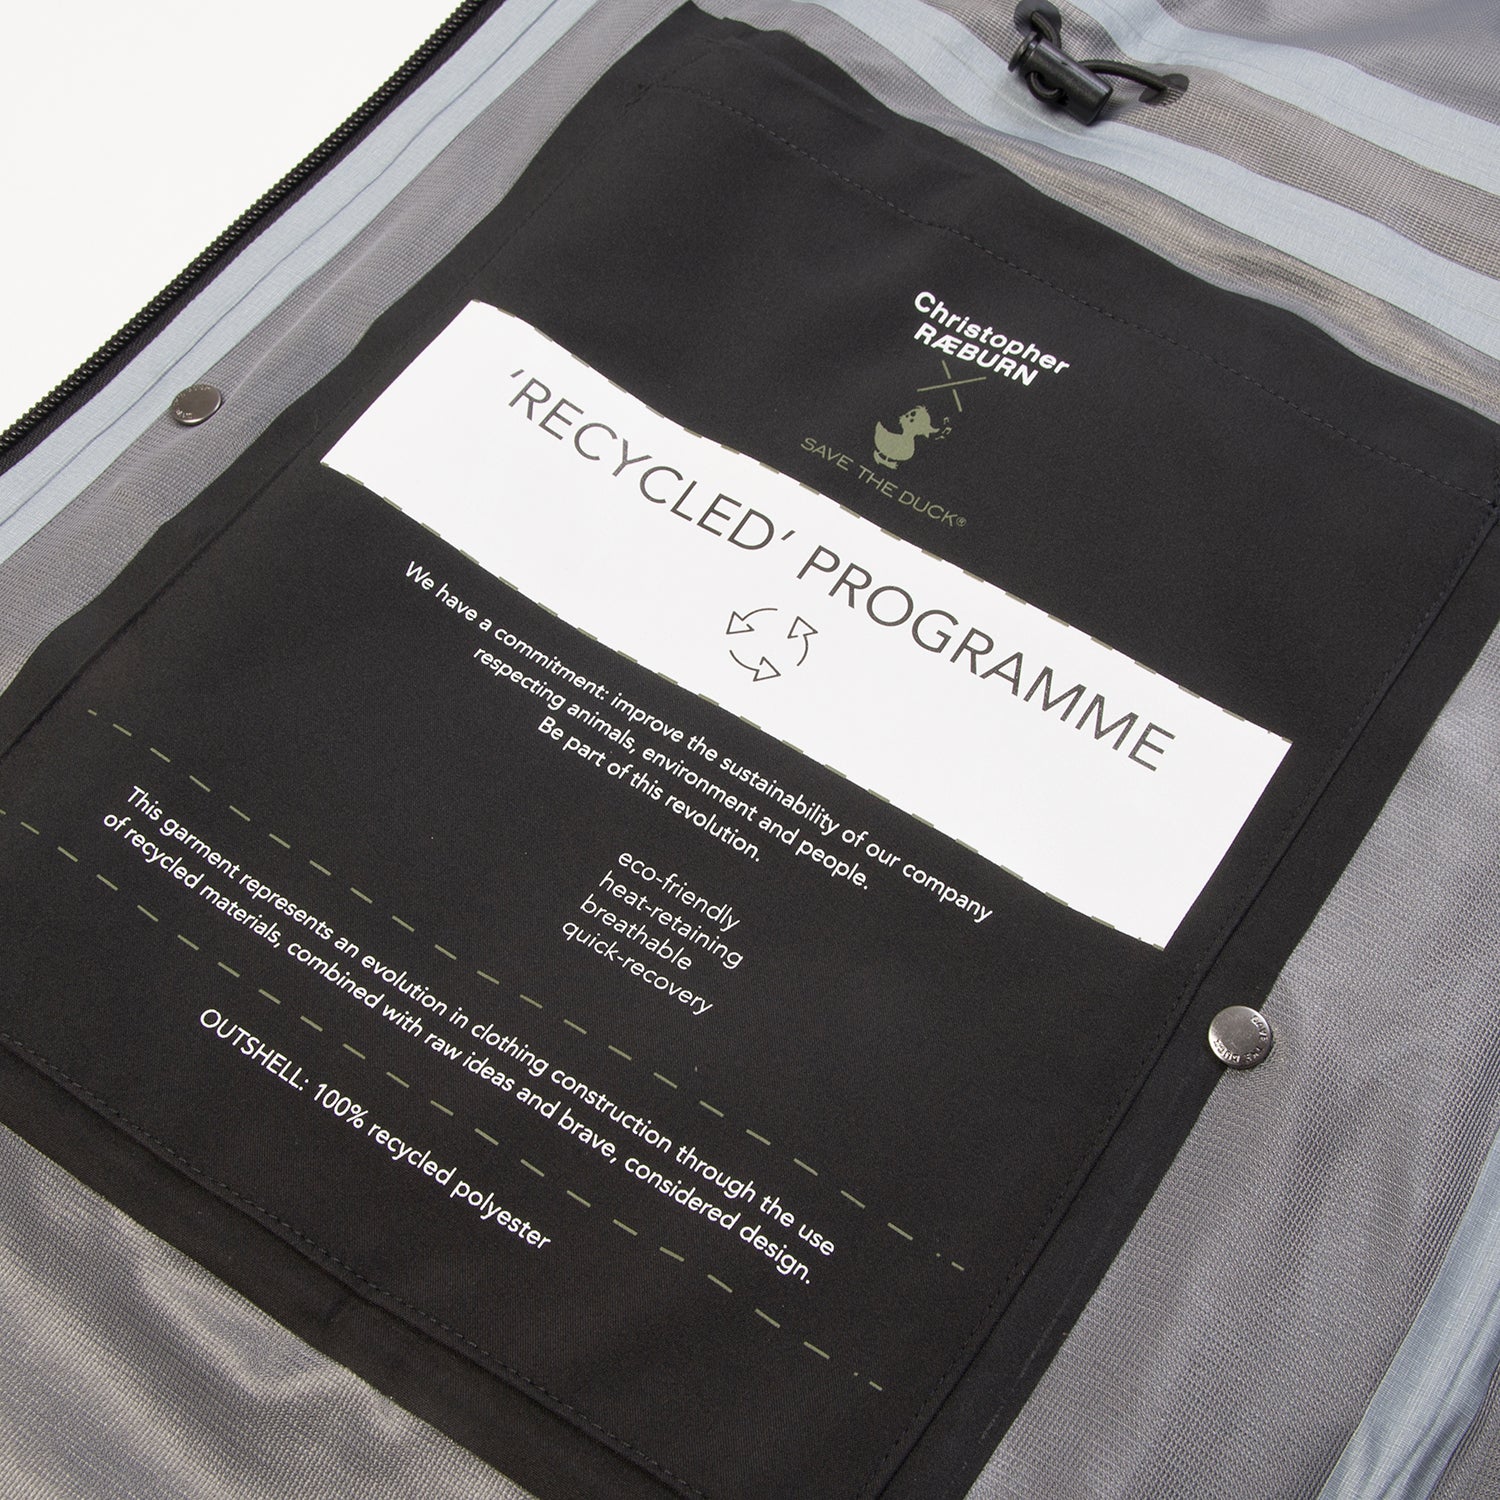 Christopher
RÆBURN
SAVE THE DUCK®
'RECYCLED' PROGRAMME
We have a commitment: improve the sustainability of our company
respecting animals, environment and people.
Be part of this revolution.
eco-friendly
heat-retaining
breathable
quick-recovery
This garment represents an evolution in clothing construction through the use
of recycled materials, combined with raw ideas and brave, considered design.
OUTSHELL: 100% recycled polyester
SAVE THE DUCK